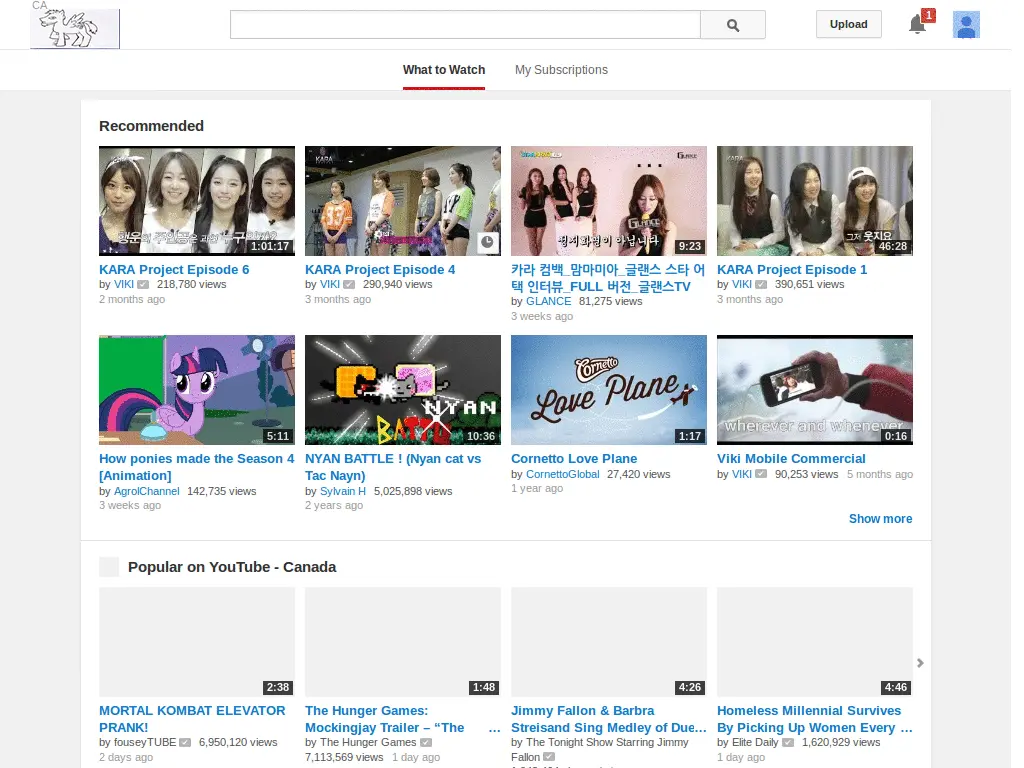 CA
Upload
1
What to Watch
My Subscriptions
Recommended
KARA
KARA
1:01:17
9:23
GLANCE
정지 화면이 아닙니다
그저 웃지요
46:28
KARA Project Episode 6
by VIKI 218,780 views
2 months ago
KARA Project Episode 4
by VIKI 290,940 views
3 months ago
카라 컴백_맘마미아_글랜스 스타 어
택 인터뷰_FULL 버전_글랜스TV
by GLANCE 81,275 views
3 weeks ago
KARA Project Episode 1
by VIKI 390,651 views
3 months ago
5:11
NYAN
BATTLE
10:36
Cornetto
Love Plane
1:17
wherever and whenever
0:16
How ponies made the Season 4
[Animation]
by AgrolChannel 142,735 views
3 weeks ago
NYAN BATTLE ! (Nyan cat vs
Tac Nayn)
by Sylvain H 5,025,898 views
2 years ago
Cornetto Love Plane
by CornettoGlobal 27,420 views
1 year ago
Viki Mobile Commercial
by VIKI 90,253 views 5 months ago
Show more
Popular on YouTube - Canada
2:38
1:48
4:26
4:46
MORTAL KOMBAT ELEVATOR
PRANK!
by fouseyTUBE 6,950,120 views
2 days ago
The Hunger Games:
Mockingjay Trailer – “The ...
by The Hunger Games
7,113,569 views 1 day ago
Jimmy Fallon & Barbra
Streisand Sing Medley of Due...
by The Tonight Show Starring Jimmy
Fallon
Homeless Millennial Survives
By Picking Up Women Every ...
by Elite Daily 1,620,929 views
1 day ago